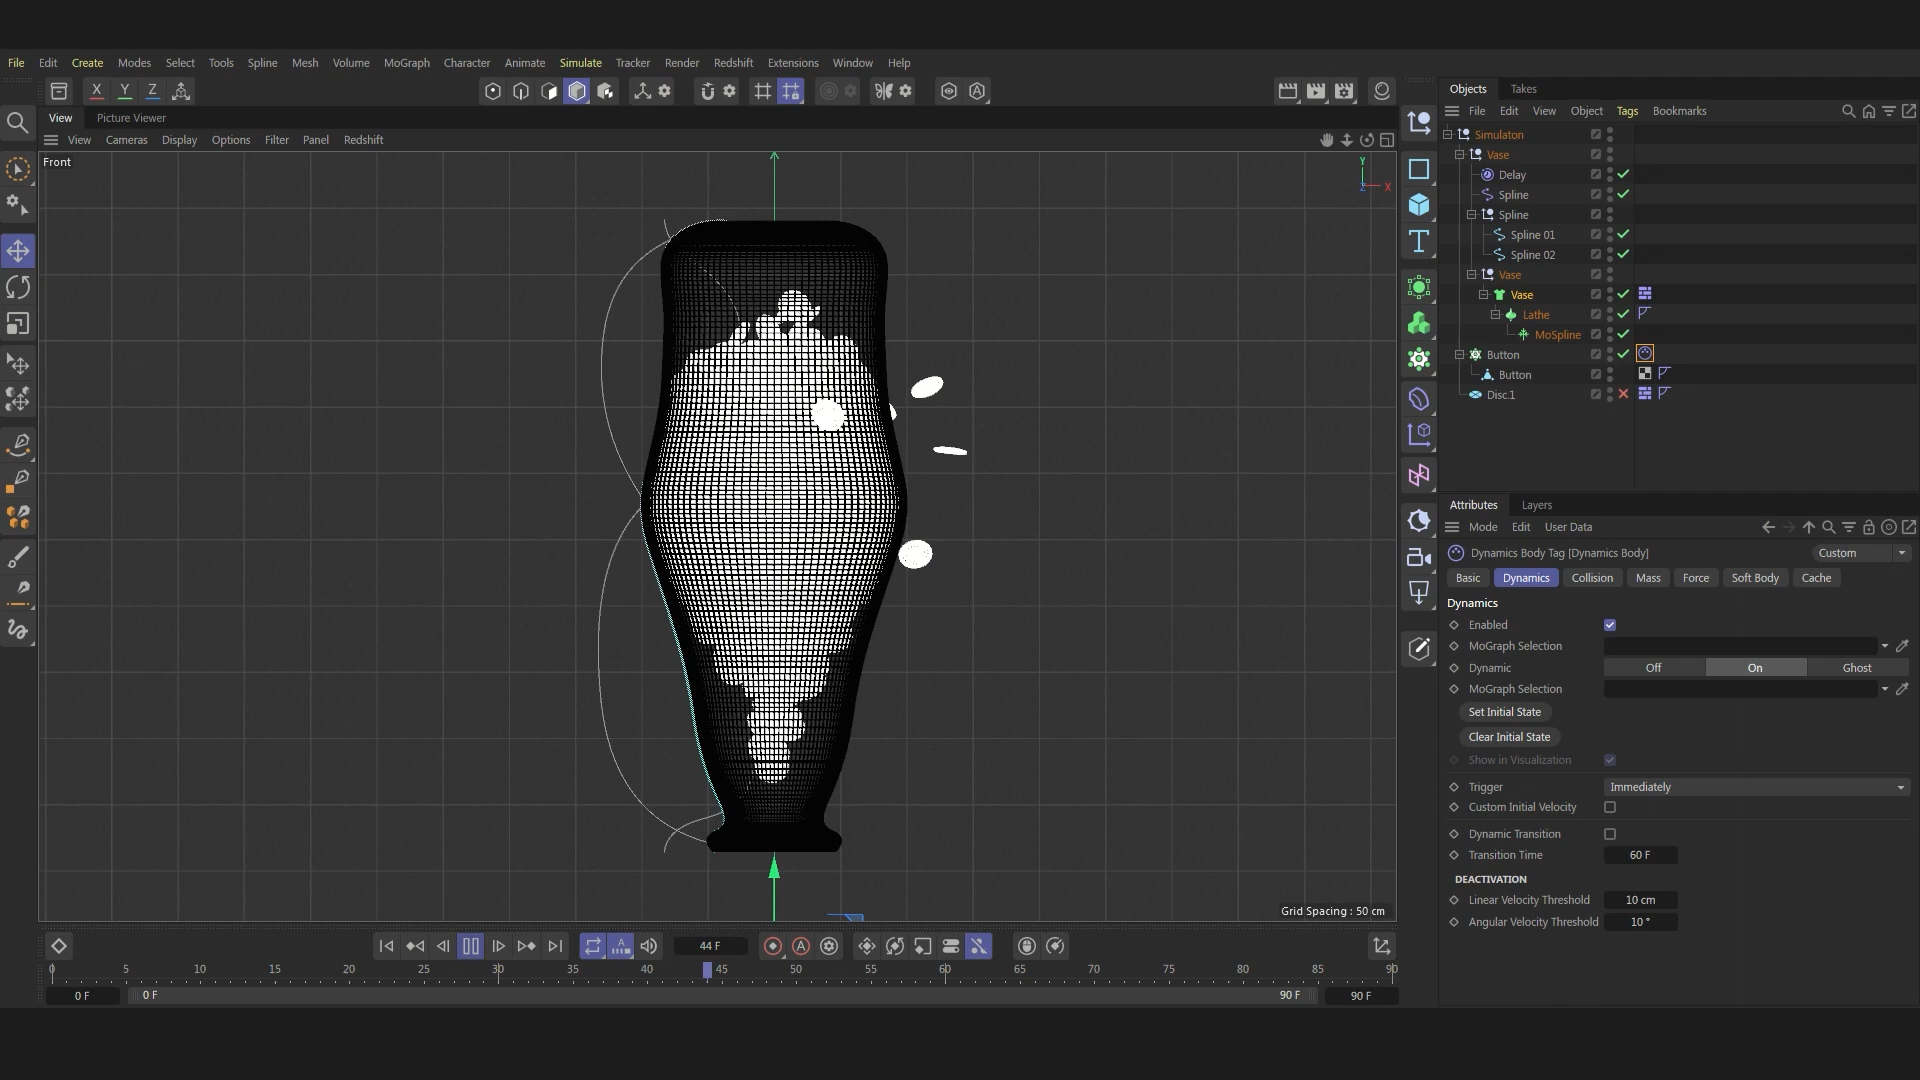 File Edit Create Modes Select Tools Spline Mesh Volume MoGraph Character Animate Simulate Tracker Render Redshift Extensions Window Help
X Y Z
View Picture Viewer
View Cameras Display Options Filter Panel Redshift
Front
Y
Z X
Grid Spacing : 50 cm
44 F
0 5 10 15 20 25 30 35 40 45 50 55 60 65 70 75 80 85 90
0 F 0 F 90 F 90 F
Objects Takes
File Edit View Object Tags Bookmarks
Simulaton
Vase
Delay
Spline
Spline
Spline 01
Spline 02
Vase
Vase
Lathe
MoSpline
Button
Button
Disc.1
Attributes Layers
Mode Edit User Data
Dynamics Body Tag [Dynamics Body] Custom
Basic Dynamics Collision Mass Force Soft Body Cache
Dynamics
Enabled
MoGraph Selection
Dynamic Off On Ghost
MoGraph Selection
Set Initial State
Clear Initial State
Show in Visualization
Trigger Immediately
Custom Initial Velocity
Dynamic Transition
Transition Time 60 F
DEACTIVATION
Linear Velocity Threshold 10 cm
Angular Velocity Threshold 10 °